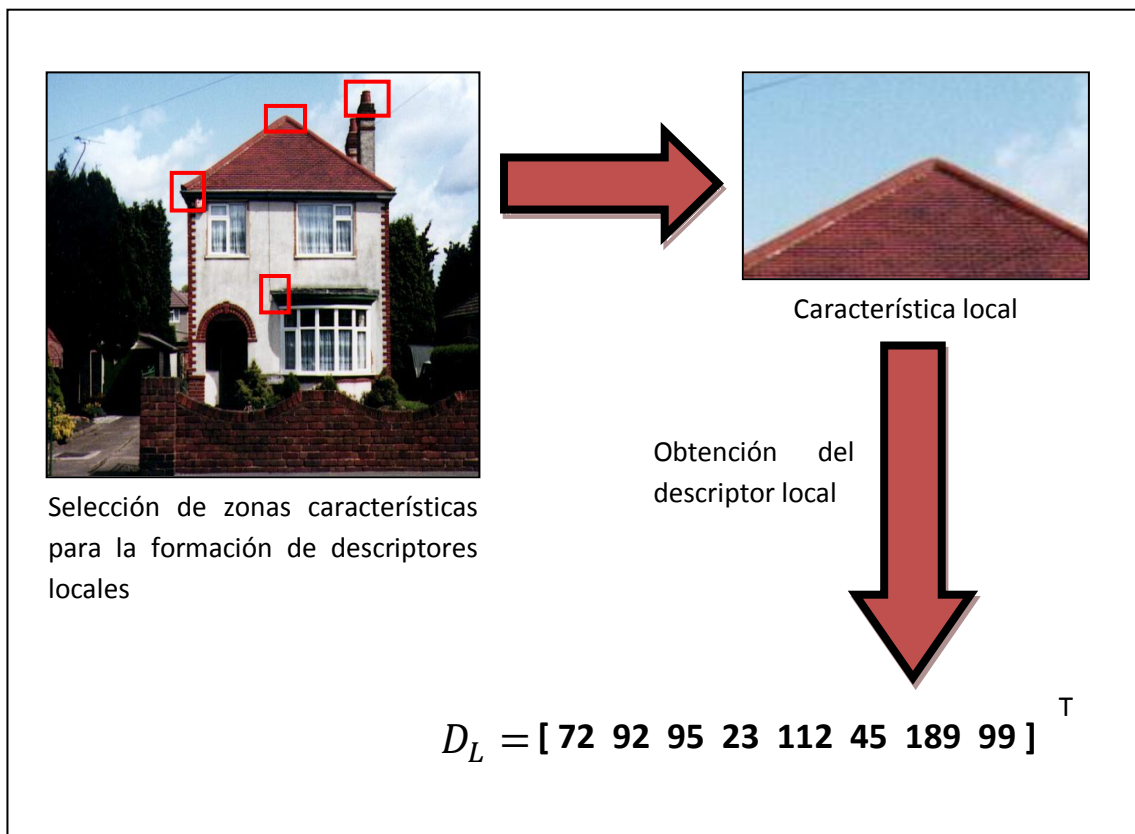 Selección de zonas características
para la formación de descriptores
locales
Característica local
Obtención del
descriptor local
T
D_L = [ 72 92 95 23 112 45 189 99 ]